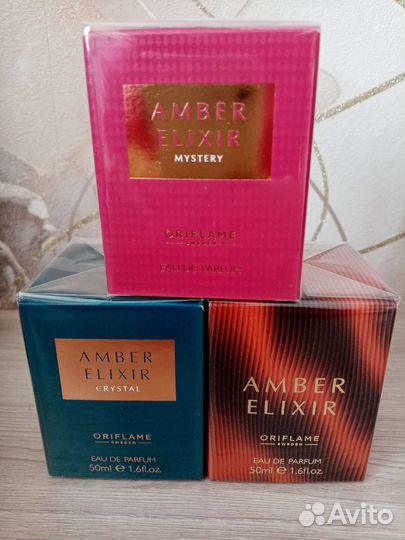 AMBER
ELIXIR
MYSTERY
ORIFLAME
SWEDEN
EAU DE PARFUM
AMBER
ELIXIR
CRYSTAL
ORIFLAME
SWEDEN
EAU DE PARFUM
50ml ℮ 1.6fl.oz.
AMBER
ELIXIR
ORIFLAME
SWEDEN
EAU DE PARFUM
50ml ℮ 1.6fl.oz.
Avito